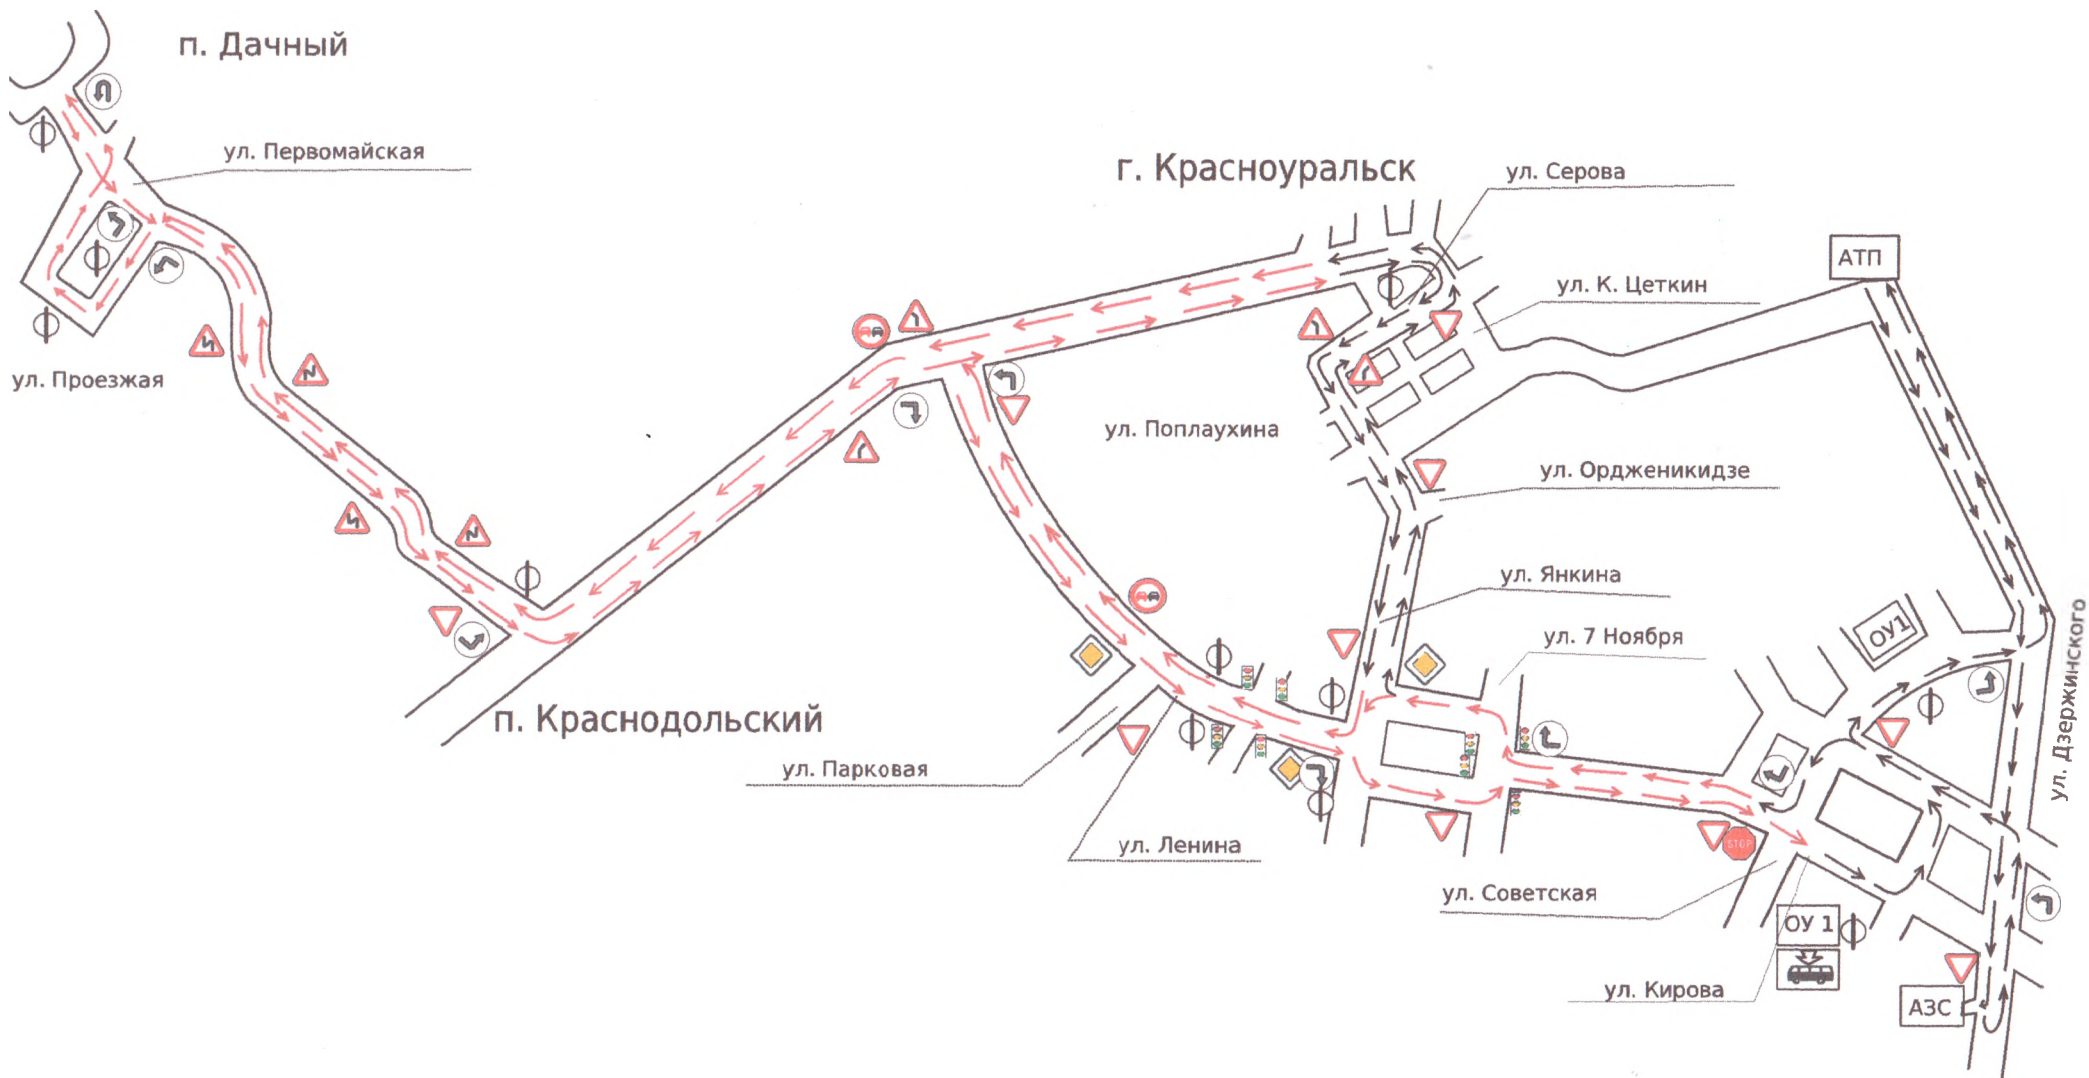 п. Дачный
ул. Первомайская
г. Красноуральск
ул. Серова
АТП
ул. К. Цеткин
ул. Проезжая
ул. Поплаухина
ул. Ордженикидзе
ул. Янкина
ул. 7 Ноября
ОУ1
ул. Дзержинского
п. Краснодольский
ул. Парковая
ул. Ленина
STOP
ул. Советская
ОУ 1
ул. Кирова
АЗС